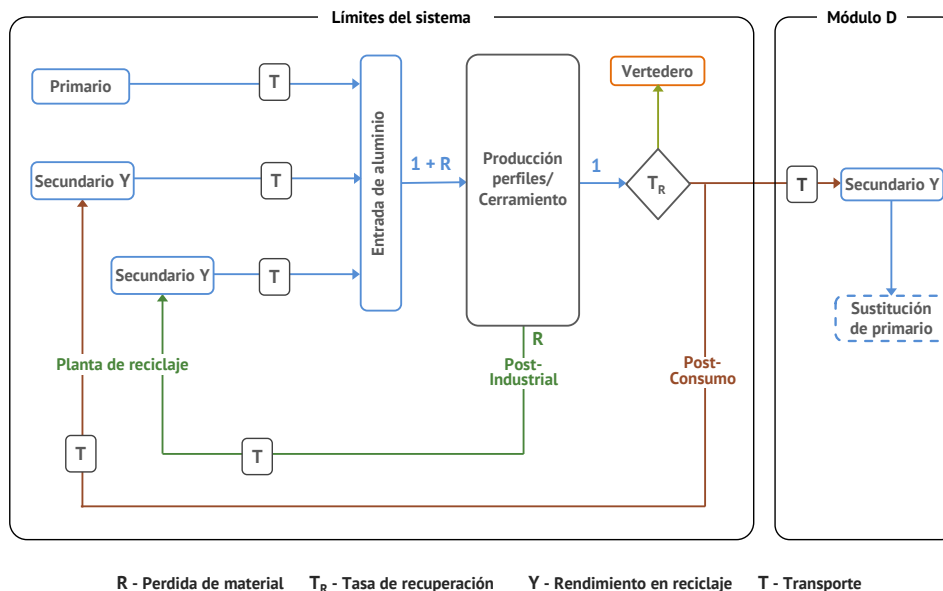 Límites del sistema
Módulo D
Primario
T
Vertedero
Secundario Y
T
Entrada de aluminio
1 + R
Producción
perfiles/
Cerramiento
1
TR
T
Secundario Y
Secundario Y
T
Sustitución
de primario
R
Planta de reciclaje
Post-
Industrial
Post-
Consumo
T
T
R - Perdida de material
TR - Tasa de recuperación
Y - Rendimiento en reciclaje
T - Transporte